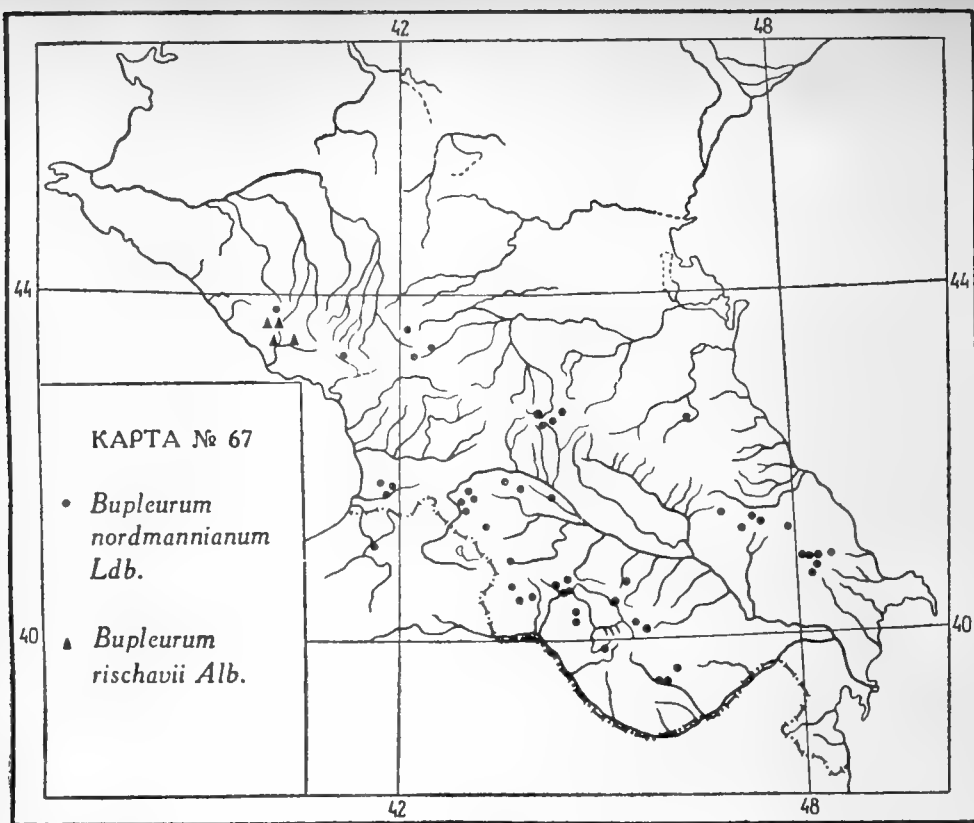 42 48
44 44
КАРТА № 67
Bupleurum
nordmannianum
Ldb.
40 40
Bupleurum
rischavii Alb.
42 48